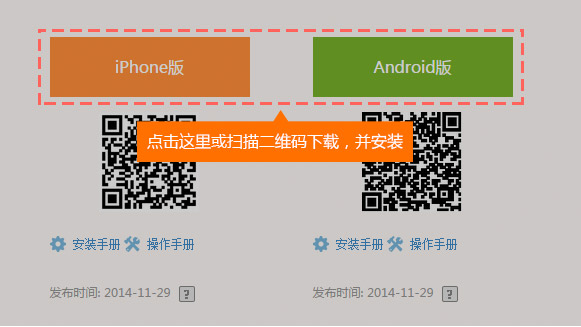 iPhone版
Android版
点击这里或扫描二维码下载，并安装
安装手册 操作手册
安装手册 操作手册
发布时间: 2014-11-29 ?
发布时间: 2014-11-29 ?